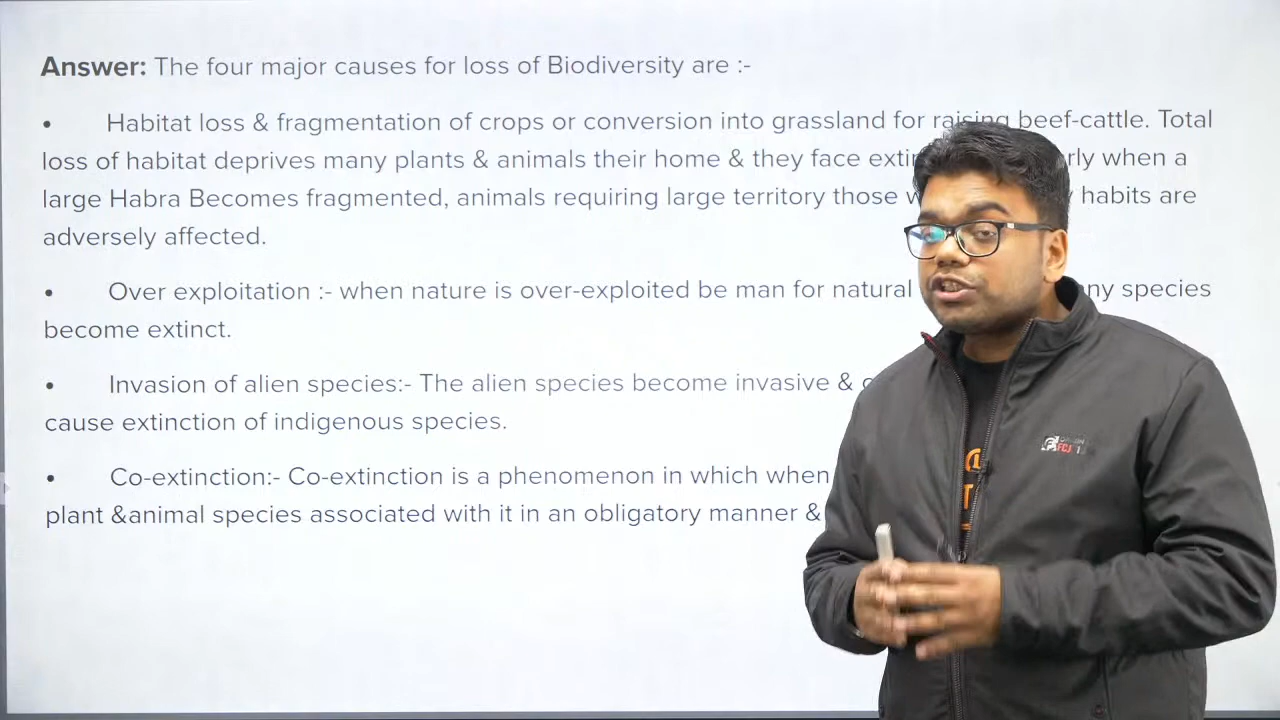 Answer: The four major causes for loss of Biodiversity are :-
• Habitat loss & fragmentation of crops or conversion into grassland for raising beef-cattle. Total
loss of habitat deprives many plants & animals their home & they face when a
large Habra Becomes fragmented, animals requiring large territory those habits are
adversely affected.
• Over exploitation :- when nature is over-exploited be man for natural species
become extinct.
• Invasion of alien species:- The alien species become invasive &
cause extinction of indigenous species.
• Co-extinction:- Co-extinction is a phenomenon in which when
plant &animal species associated with it in an obligatory manner &